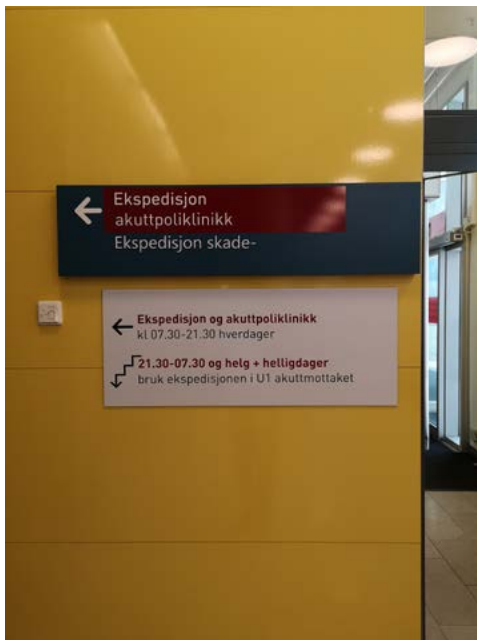 Ekspedisjon
akuttpoliklinikk
Ekspedisjon skade-
Ekspedisjon og akuttpoliklinikk
kl 07.30-21.30 hverdager
21.30-07.30 og helg + helligdager
bruk ekspedisjonen i U1 akuttmottaket